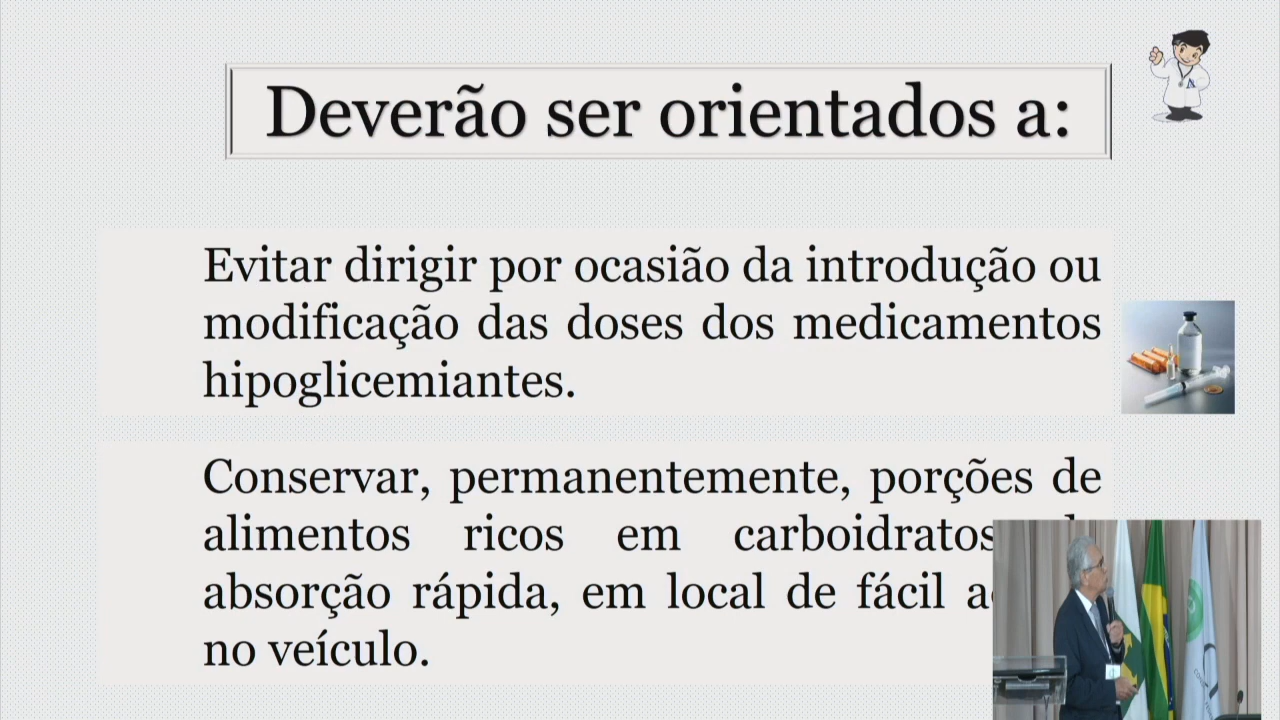 Deverão ser orientados a:
Evitar dirigir por ocasião da introdução ou
modificação das doses dos medicamentos
hipoglicemiantes.
Conservar, permanentemente, porções de
alimentos ricos em carboidratos
absorção rápida, em local de fácil
no veículo.